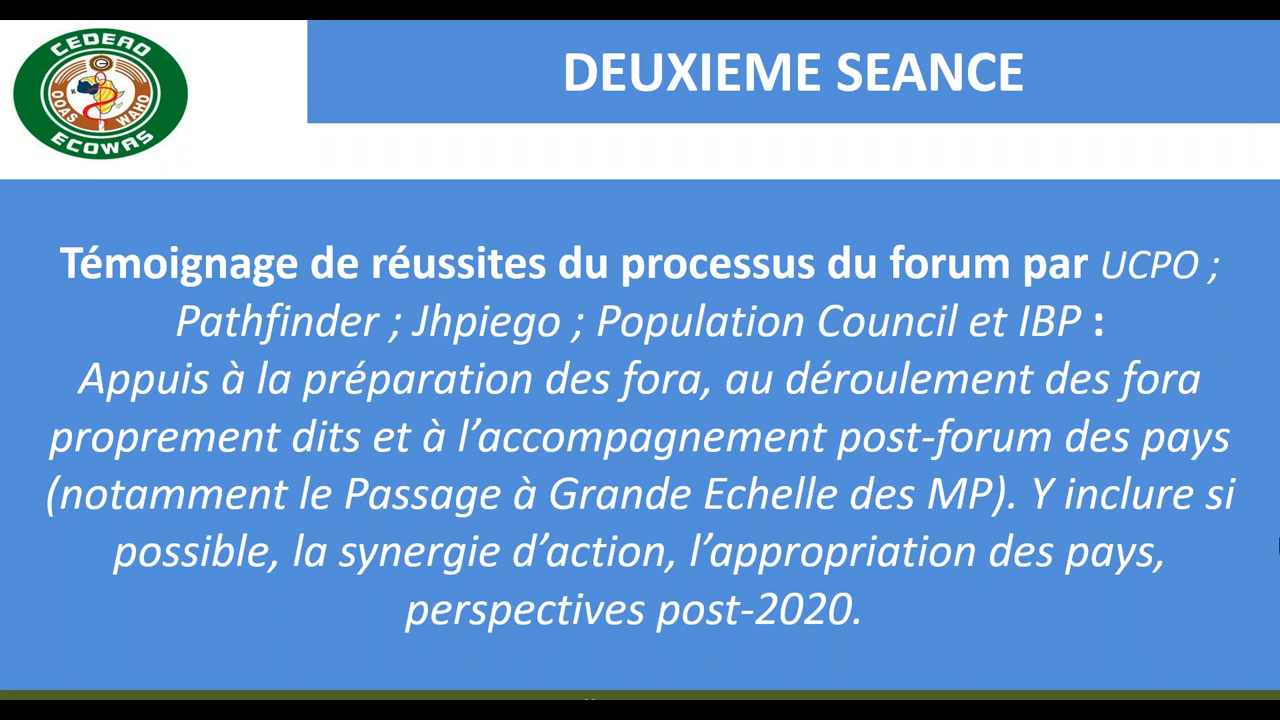 CEDEAO
OOAS WAHO
ECOWAS
DEUXIEME SEANCE
Témoignage de réussites du processus du forum par UCPO ;
Pathfinder ; Jhpiego ; Population Council et IBP :
Appuis à la préparation des fora, au déroulement des fora
proprement dits et à l’accompagnement post-forum des pays
(notamment le Passage à Grande Echelle des MP). Y inclure si
possible, la synergie d’action, l’appropriation des pays,
perspectives post-2020.